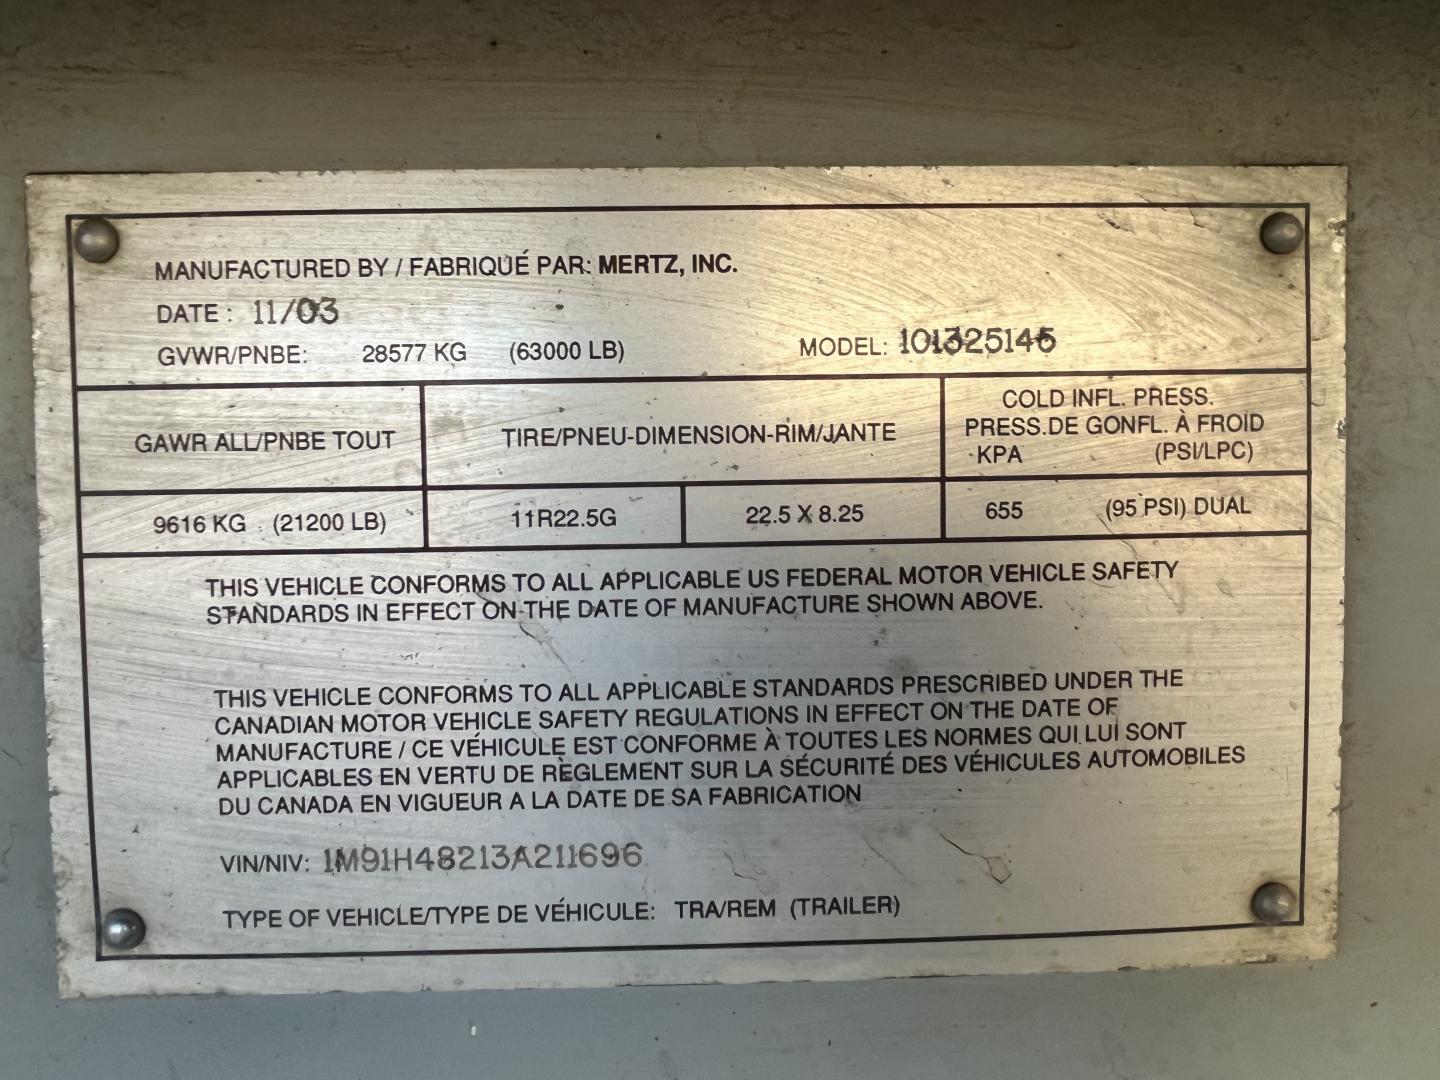 MANUFACTURED BY / FABRIQUÉ PAR: MERTZ, INC.
DATE : 11/03
GVWR/PNBE: 28577 KG (63000 LB) MODEL: 101325145
GAWR ALL/PNBE TOUT
TIRE/PNEU-DIMENSION-RIM/JANTE
COLD INFL. PRESS.
PRESS.DE GONFL. À FROID
KPA (PSI/LPC)
9616 KG (21200 LB) 11R22.5G 22.5 X 8.25 655 (95 PSI) DUAL
THIS VEHICLE CONFORMS TO ALL APPLICABLE US FEDERAL MOTOR VEHICLE SAFETY
STANDARDS IN EFFECT ON THE DATE OF MANUFACTURE SHOWN ABOVE.
THIS VEHICLE CONFORMS TO ALL APPLICABLE STANDARDS PRESCRIBED UNDER THE
CANADIAN MOTOR VEHICLE SAFETY REGULATIONS IN EFFECT ON THE DATE OF
MANUFACTURE / CE VÉHICULE EST CONFORME À TOUTES LES NORMES QUI LUI SONT
APPLICABLES EN VERTU DE RÈGLEMENT SUR LA SÉCURITÉ DES VÉHICULES AUTOMOBILES
DU CANADA EN VIGUEUR A LA DATE DE SA FABRICATION
VIN/NIV: 1M91H48213A211696
TYPE OF VEHICLE/TYPE DE VÉHICULE: TRA/REM (TRAILER)